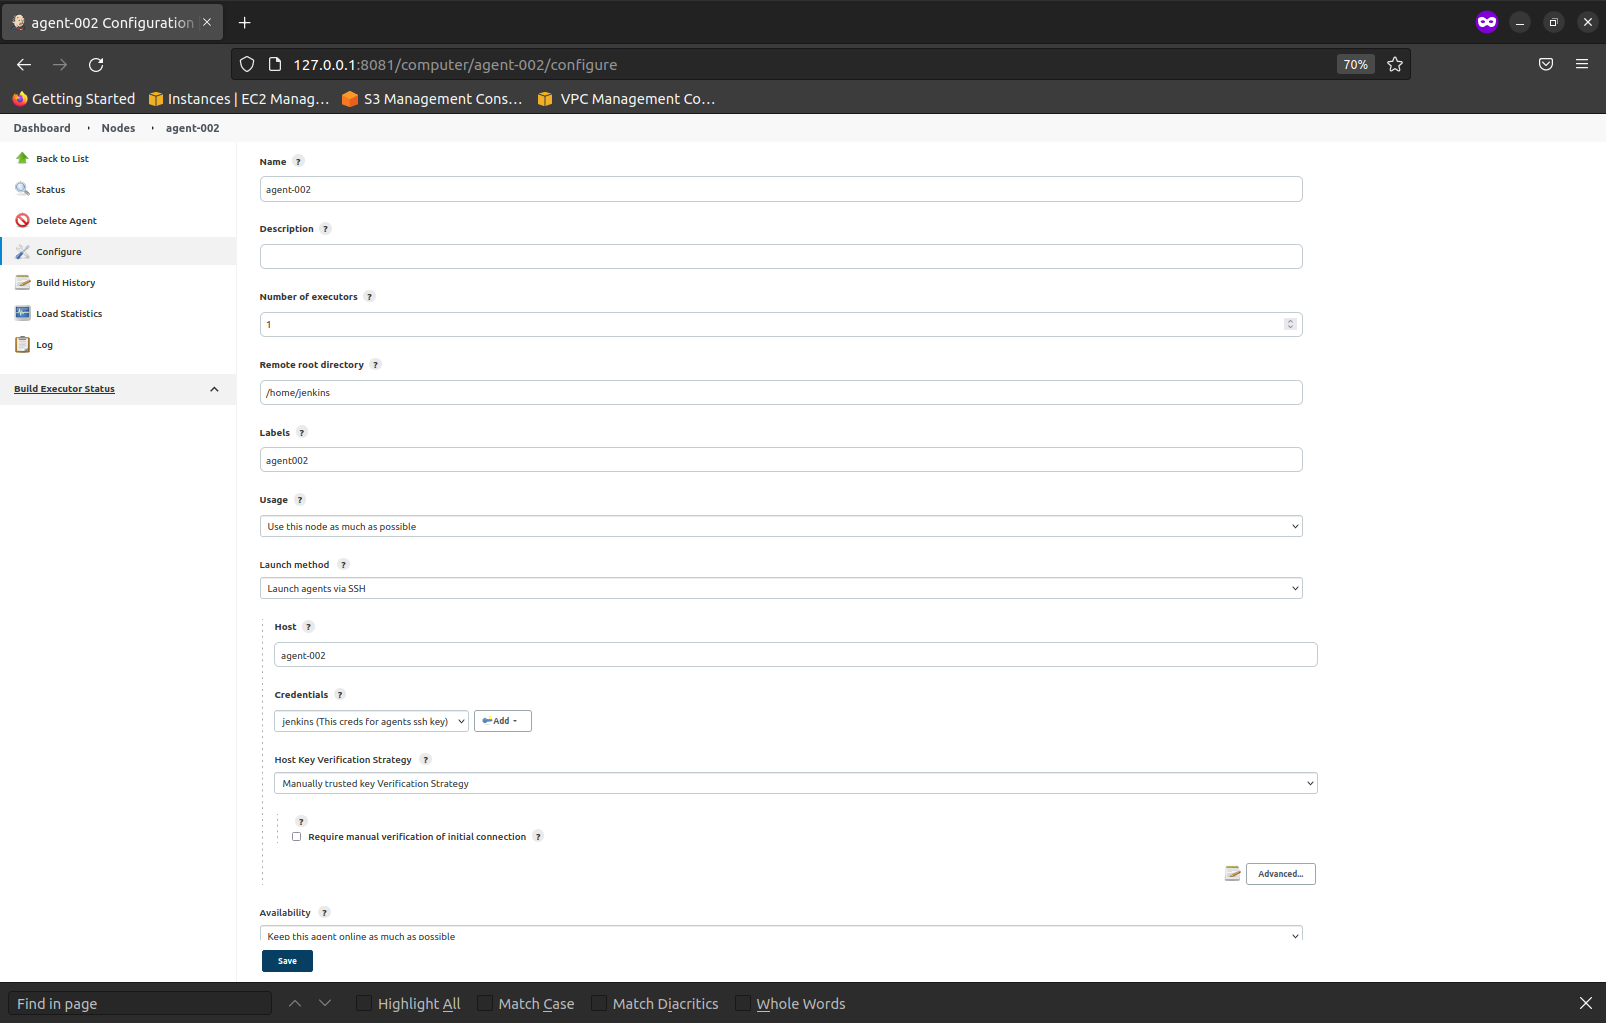 agent-002 Configuration
127.0.0.1:8081/computer/agent-002/configure
70%
Getting Started
Instances | EC2 Manag...
S3 Management Cons...
VPC Management Co...
Dashboard
Nodes
agent-002
Back to List
Status
Delete Agent
Configure
Build History
Load Statistics
Log
Build Executor Status
Name ?
agent-002
Description ?
Number of executors ?
1
Remote root directory ?
/home/jenkins
Labels ?
agent002
Usage ?
Use this node as much as possible
Launch method ?
Launch agents via SSH
Host ?
agent-002
Credentials ?
jenkins (This creds for agents ssh key)
Add
Host Key Verification Strategy ?
Manually trusted key Verification Strategy
?
Require manual verification of initial connection ?
Advanced...
Availability ?
Keep this agent online as much as possible
Save
Find in page
Highlight All
Match Case
Match Diacritics
Whole Words